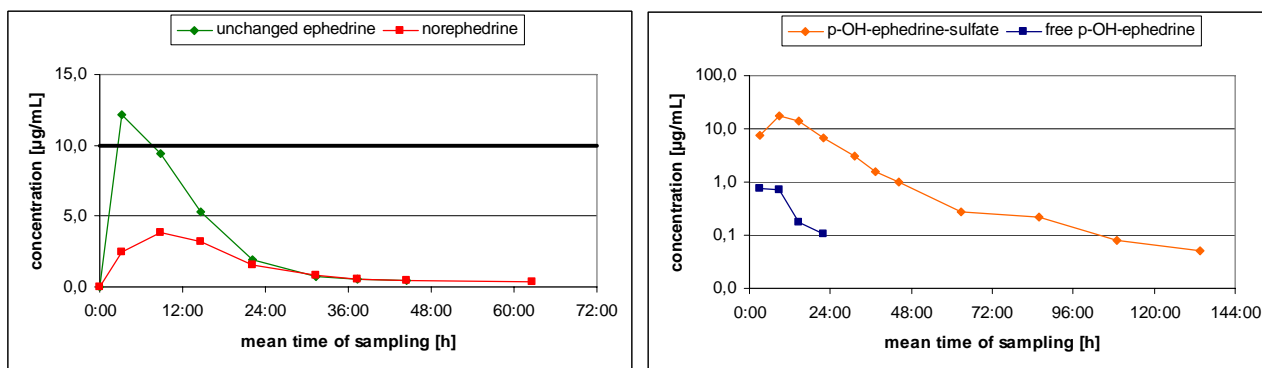 unchanged ephedrine norephedrine
15,0
10,0
5,0
0,0
concentration [µg/mL]
0:00 12:00 24:00 36:00 48:00 60:00 72:00
mean time of sampling [h]
p-OH-ephedrine-sulfate free p-OH-ephedrine
100,0
10,0
1,0
0,1
0,0
concentration [µg/mL]
0:00 24:00 48:00 72:00 96:00 120:00 144:00
mean time of sampling [h]